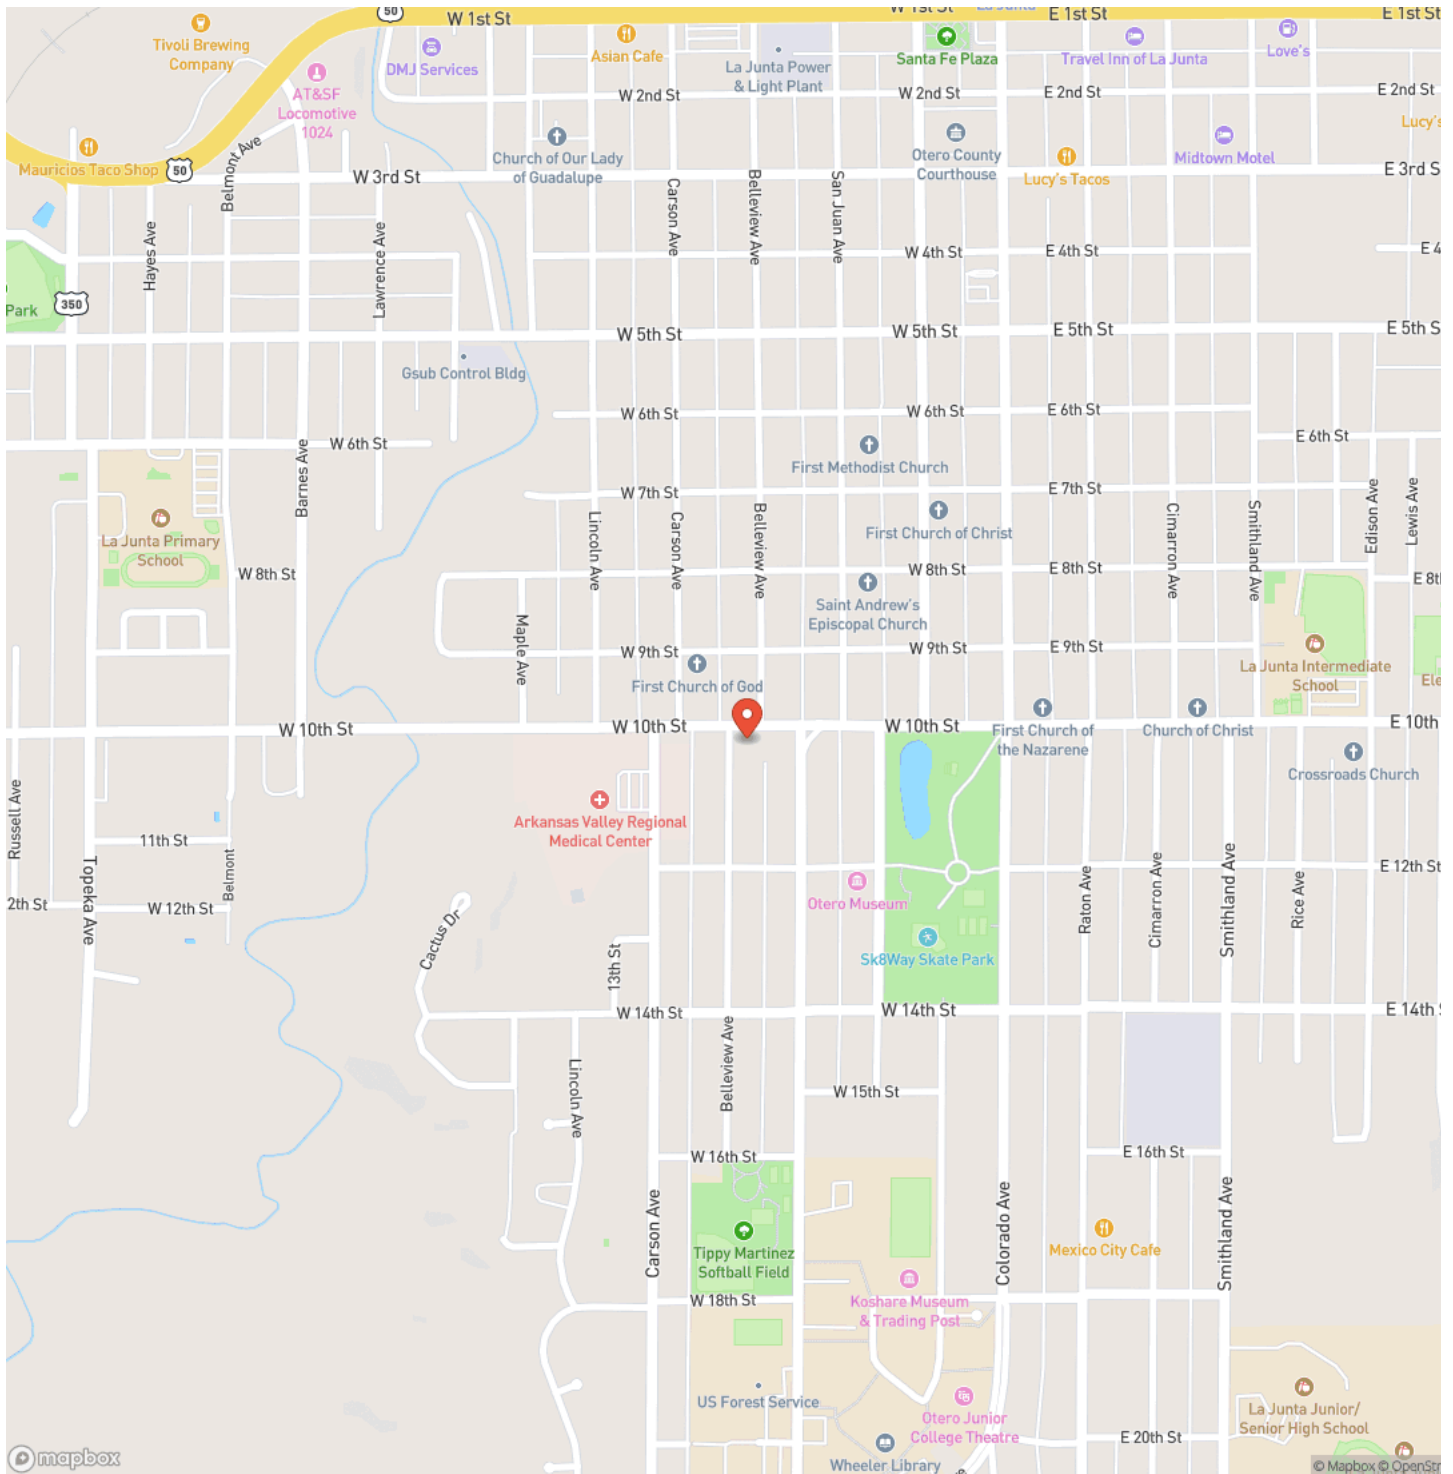 50
W 1st St
W 1st St
La Junta
E 1st St
E 1st St
Tivoli Brewing
Company
DMJ Services
Asian Cafe
La Junta Power
& Light Plant
Santa Fe Plaza
Travel Inn of La Junta
Love's
AT&SF
Locomotive
1024
W 2nd St
W 2nd St
E 2nd St
E 2nd St
Lucy's
Mauricios Taco Shop
50
Belmont Ave
Church of Our Lady
of Guadalupe
Otero County
Courthouse
Lucy's Tacos
Midtown Motel
W 3rd St
E 3rd S
Hayes Ave
Lawrence Ave
Carson Ave
Belleview Ave
San Juan Ave
W 4th St
E 4th St
E 4
Park
350
W 5th St
W 5th St
E 5th St
E 5th S
Gsub Control Bldg
W 6th St
W 6th St
E 6th St
W 6th St
E 6th St
Barnes Ave
First Methodist Church
W 7th St
E 7th St
La Junta Primary
School
Lincoln Ave
Carson Ave
Belleview Ave
First Church of Christ
Cimarron Ave
Smithland Ave
Edison Ave
Lewis Ave
W 8th St
W 8th St
E 8th St
E 8t
Saint Andrew's
Episcopal Church
Maple Ave
W 9th St
W 9th St
E 9th St
First Church of God
La Junta Intermediate
School
Ele
W 10th St
W 10th St
W 10th St
E 10th
First Church of
the Nazarene
Church of Christ
Crossroads Church
Russell Ave
Arkansas Valley Regional
Medical Center
11th St
Topeka Ave
Belmont
2th St
W 12th St
E 12th St
Otero Museum
Raton Ave
Cimarron Ave
Smithland Ave
Rice Ave
Cactus Dr
13th St
Sk8Way Skate Park
W 14th St
W 14th St
E 14th S
Lincoln Ave
Belleview Ave
W 15th St
W 16th St
E 16th St
Carson Ave
Tippy Martinez
Softball Field
Colorado Ave
Mexico City Cafe
Smithland Ave
W 18th St
Koshare Museum
& Trading Post
US Forest Service
Otero Junior
College Theatre
La Junta Junior/
Senior High School
E 20th St
Wheeler Library
mapbox
© Mapbox © OpenStr